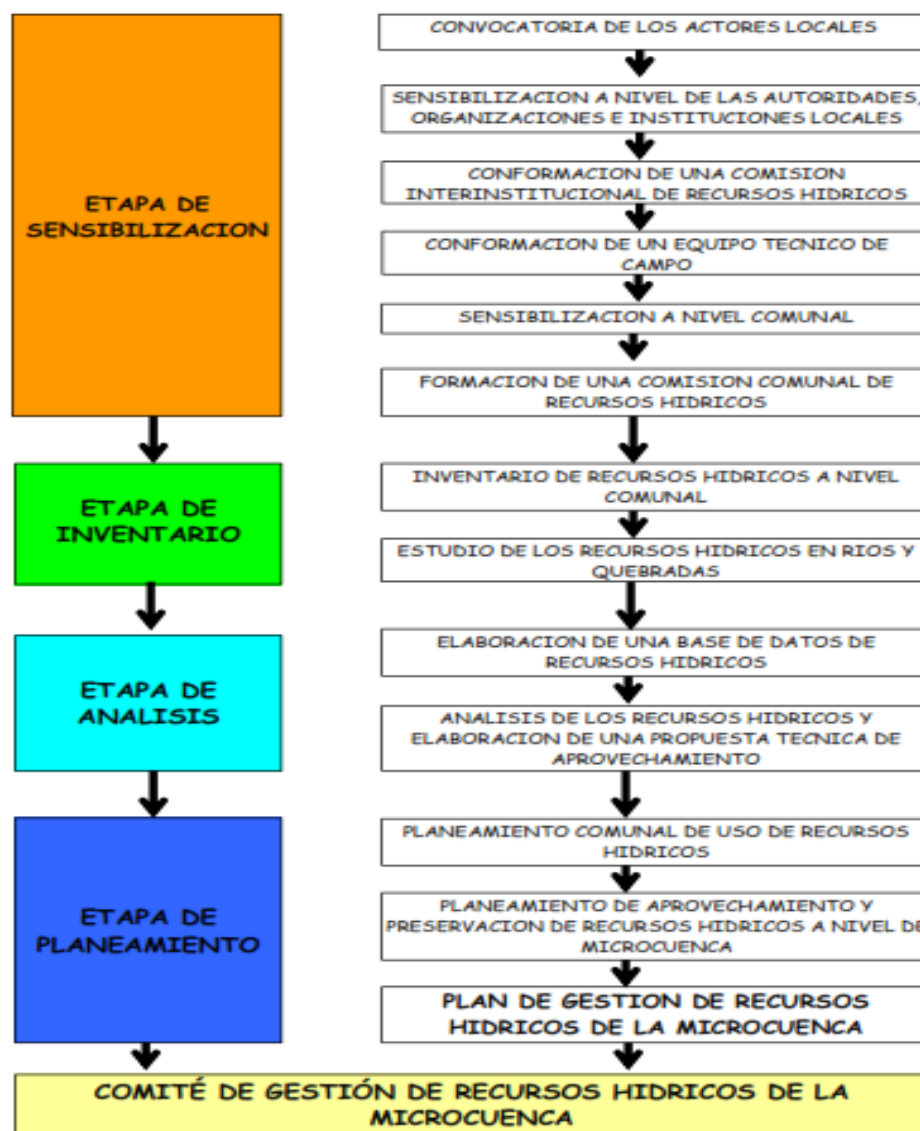 CONVOCATORIA DE LOS ACTORES LOCALES
SENSIBILIZACION A NIVEL DE LAS AUTORIDADES,
ORGANIZACIONES E INSTITUCIONES LOCALES
CONFORMACION DE UNA COMISION
INTERINSTITUCIONAL DE RECURSOS HIDRICOS
ETAPA DE
SENSIBILIZACION
CONFORMACION DE UN EQUIPO TECNICO DE
CAMPO
SENSIBILIZACION A NIVEL COMUNAL
FORMACION DE UNA COMISION COMUNAL DE
RECURSOS HIDRICOS
ETAPA DE
INVENTARIO
INVENTARIO DE RECURSOS HIDRICOS A NIVEL
COMUNAL
ESTUDIO DE LOS RECURSOS HIDRICOS EN RIOS Y
QUEBRADAS
ETAPA DE
ANALISIS
ELABORACION DE UNA BASE DE DATOS DE
RECURSOS HIDRICOS
ANALISIS DE LOS RECURSOS HIDRICOS Y
ELABORACION DE UNA PROPUESTA TECNICA DE
APROVECHAMIENTO
ETAPA DE
PLANEAMIENTO
PLANEAMIENTO COMUNAL DE USO DE RECURSOS
HIDRICOS
PLANEAMIENTO DE APROVECHAMIENTO Y
PRESERVACION DE RECURSOS HIDRICOS A NIVEL DE
MICROCUENCA
PLAN DE GESTION DE RECURSOS
HIDRICOS DE LA MICROCUENCA
COMITÉ DE GESTIÓN DE RECURSOS HIDRICOS DE LA
MICROCUENCA